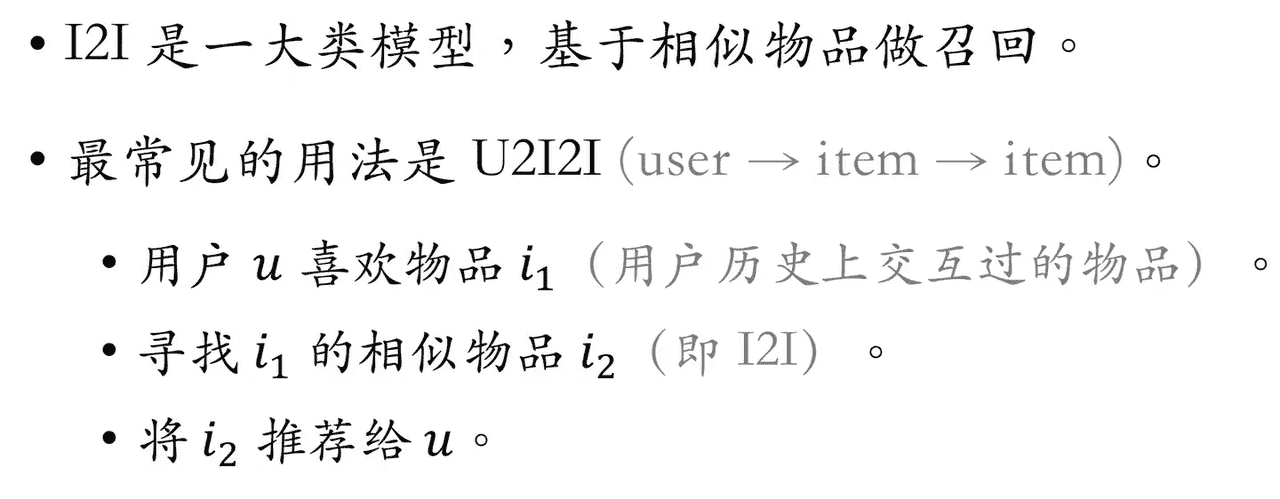 • I2I 是一大类模型，基于相似物品做召回。
• 最常见的用法是 U2I2I (user → item → item)。
• 用户 u 喜欢物品 i₁（用户历史上交互过的物品）。
• 寻找 i₁ 的相似物品 i₂（即 I2I）。
• 将 i₂ 推荐给 u。